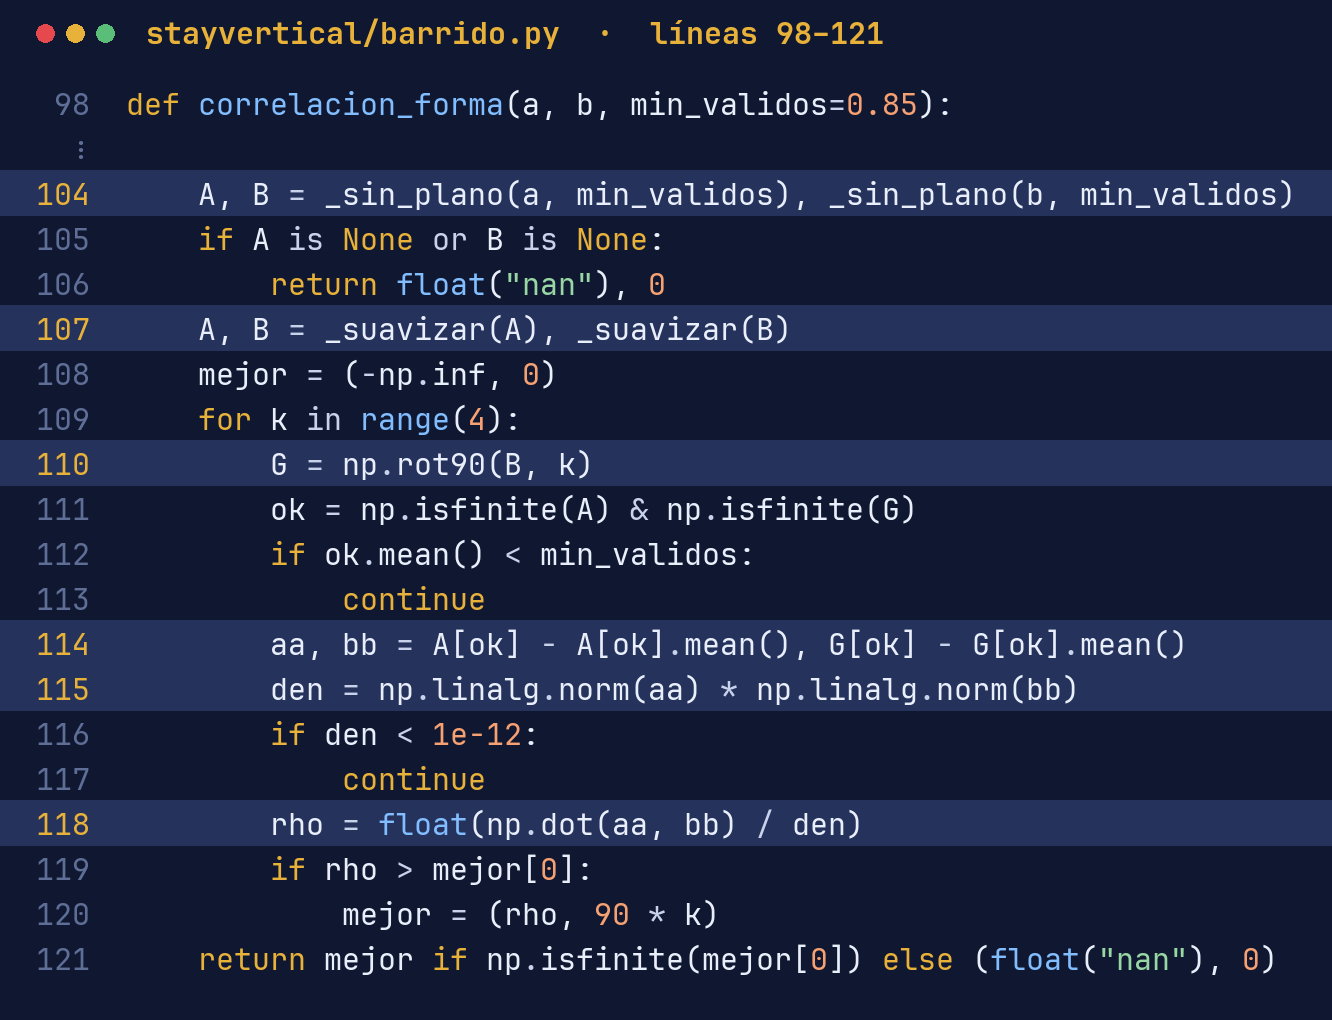 stayvertical/barrido.py · líneas 98–121
98 def correlacion_forma(a, b, min_validos=0.85):
⋮
104     A, B = _sin_plano(a, min_validos), _sin_plano(b, min_validos)
105     if A is None or B is None:
106         return float("nan"), 0
107     A, B = _suavizar(A), _suavizar(B)
108     mejor = (-np.inf, 0)
109     for k in range(4):
110         G = np.rot90(B, k)
111         ok = np.isfinite(A) & np.isfinite(G)
112         if ok.mean() < min_validos:
113             continue
114         aa, bb = A[ok] - A[ok].mean(), G[ok] - G[ok].mean()
115         den = np.linalg.norm(aa) * np.linalg.norm(bb)
116         if den < 1e-12:
117             continue
118         rho = float(np.dot(aa, bb) / den)
119         if rho > mejor[0]:
120             mejor = (rho, 90 * k)
121     return mejor if np.isfinite(mejor[0]) else (float("nan"), 0)